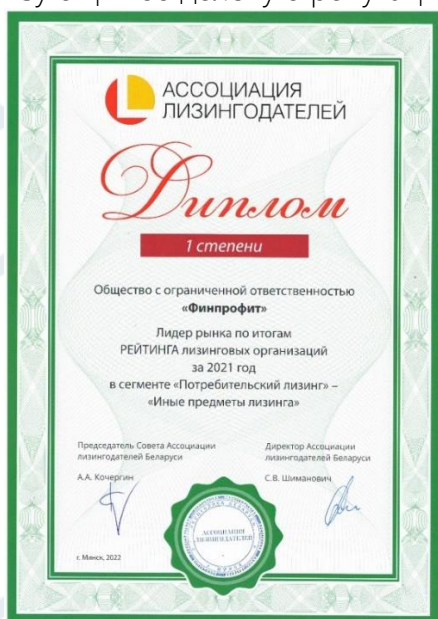 АССОЦИАЦИЯ
ЛИЗИНГОДАТЕЛЕЙ
Диплом
1 степени
Общество с ограниченной ответственностью
«Финпрофит»
Лидер рынка по итогам
РЕЙТИНГА лизинговых организаций
за 2021 год
в сегменте «Потребительский лизинг» –
«Иные предметы лизинга»
Председатель Совета Ассоциации
лизингодателей Беларуси
А.А. Кочергин
Директор Ассоциации
лизингодателей Беларуси
С.В. Шиманович
АССОЦИАЦИЯ
ЛИЗИНГОДАТЕЛЕЙ
г. Минск, 2022